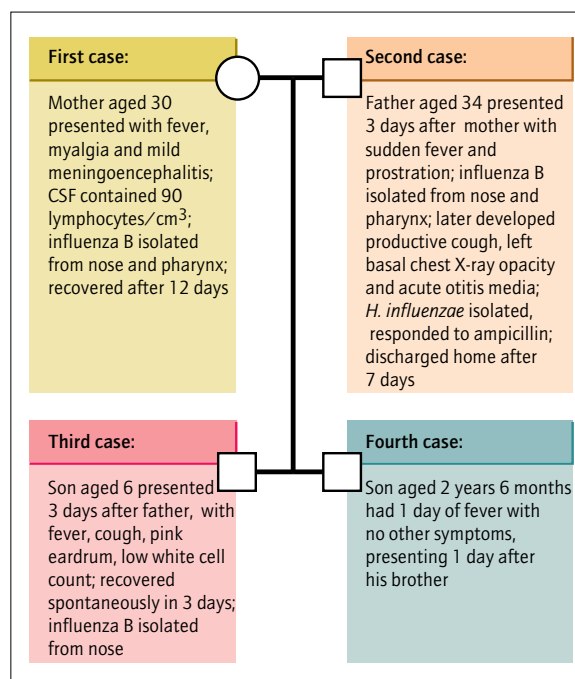 First case:
Mother aged 30
presented with fever,
myalgia and mild
meningoencephalitis;
CSF contained 90
lymphocytes/cm³;
influenza B isolated
from nose and pharynx;
recovered after 12 days
Second case:
Father aged 34 presented
3 days after mother with
sudden fever and
prostration; influenza B
isolated from nose and
pharynx; later developed
productive cough, left
basal chest X-ray opacity
and acute otitis media;
H. influenzae isolated,
responded to ampicillin;
discharged home after
7 days
Third case:
Son aged 6 presented
3 days after father, with
fever, cough, pink
eardrum, low white cell
count; recovered
spontaneously in 3 days;
influenza B isolated
from nose
Fourth case:
Son aged 2 years 6 months
had 1 day of fever with
no other symptoms,
presenting 1 day after
his brother